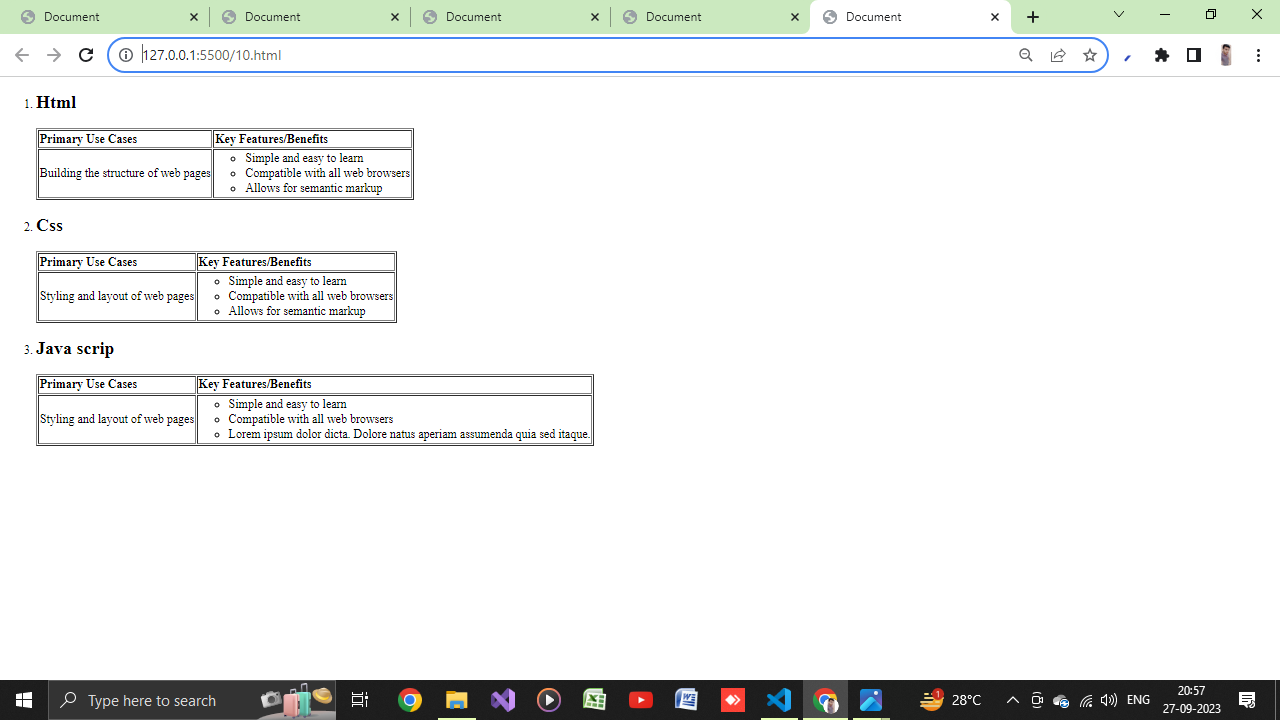 Document
Document
Document
Document
Document
127.0.0.1:5500/10.html
1. Html
Primary Use Cases Key Features/Benefits
Building the structure of web pages
Simple and easy to learn
Compatible with all web browsers
Allows for semantic markup
2. Css
Primary Use Cases Key Features/Benefits
Styling and layout of web pages
Simple and easy to learn
Compatible with all web browsers
Allows for semantic markup
3. Java scrip
Primary Use Cases Key Features/Benefits
Styling and layout of web pages
Simple and easy to learn
Compatible with all web browsers
Lorem ipsum dolor dicta. Dolore natus aperiam assumenda quia sed itaque.
Type here to search
1
28°C
ENG
20:57
27-09-2023